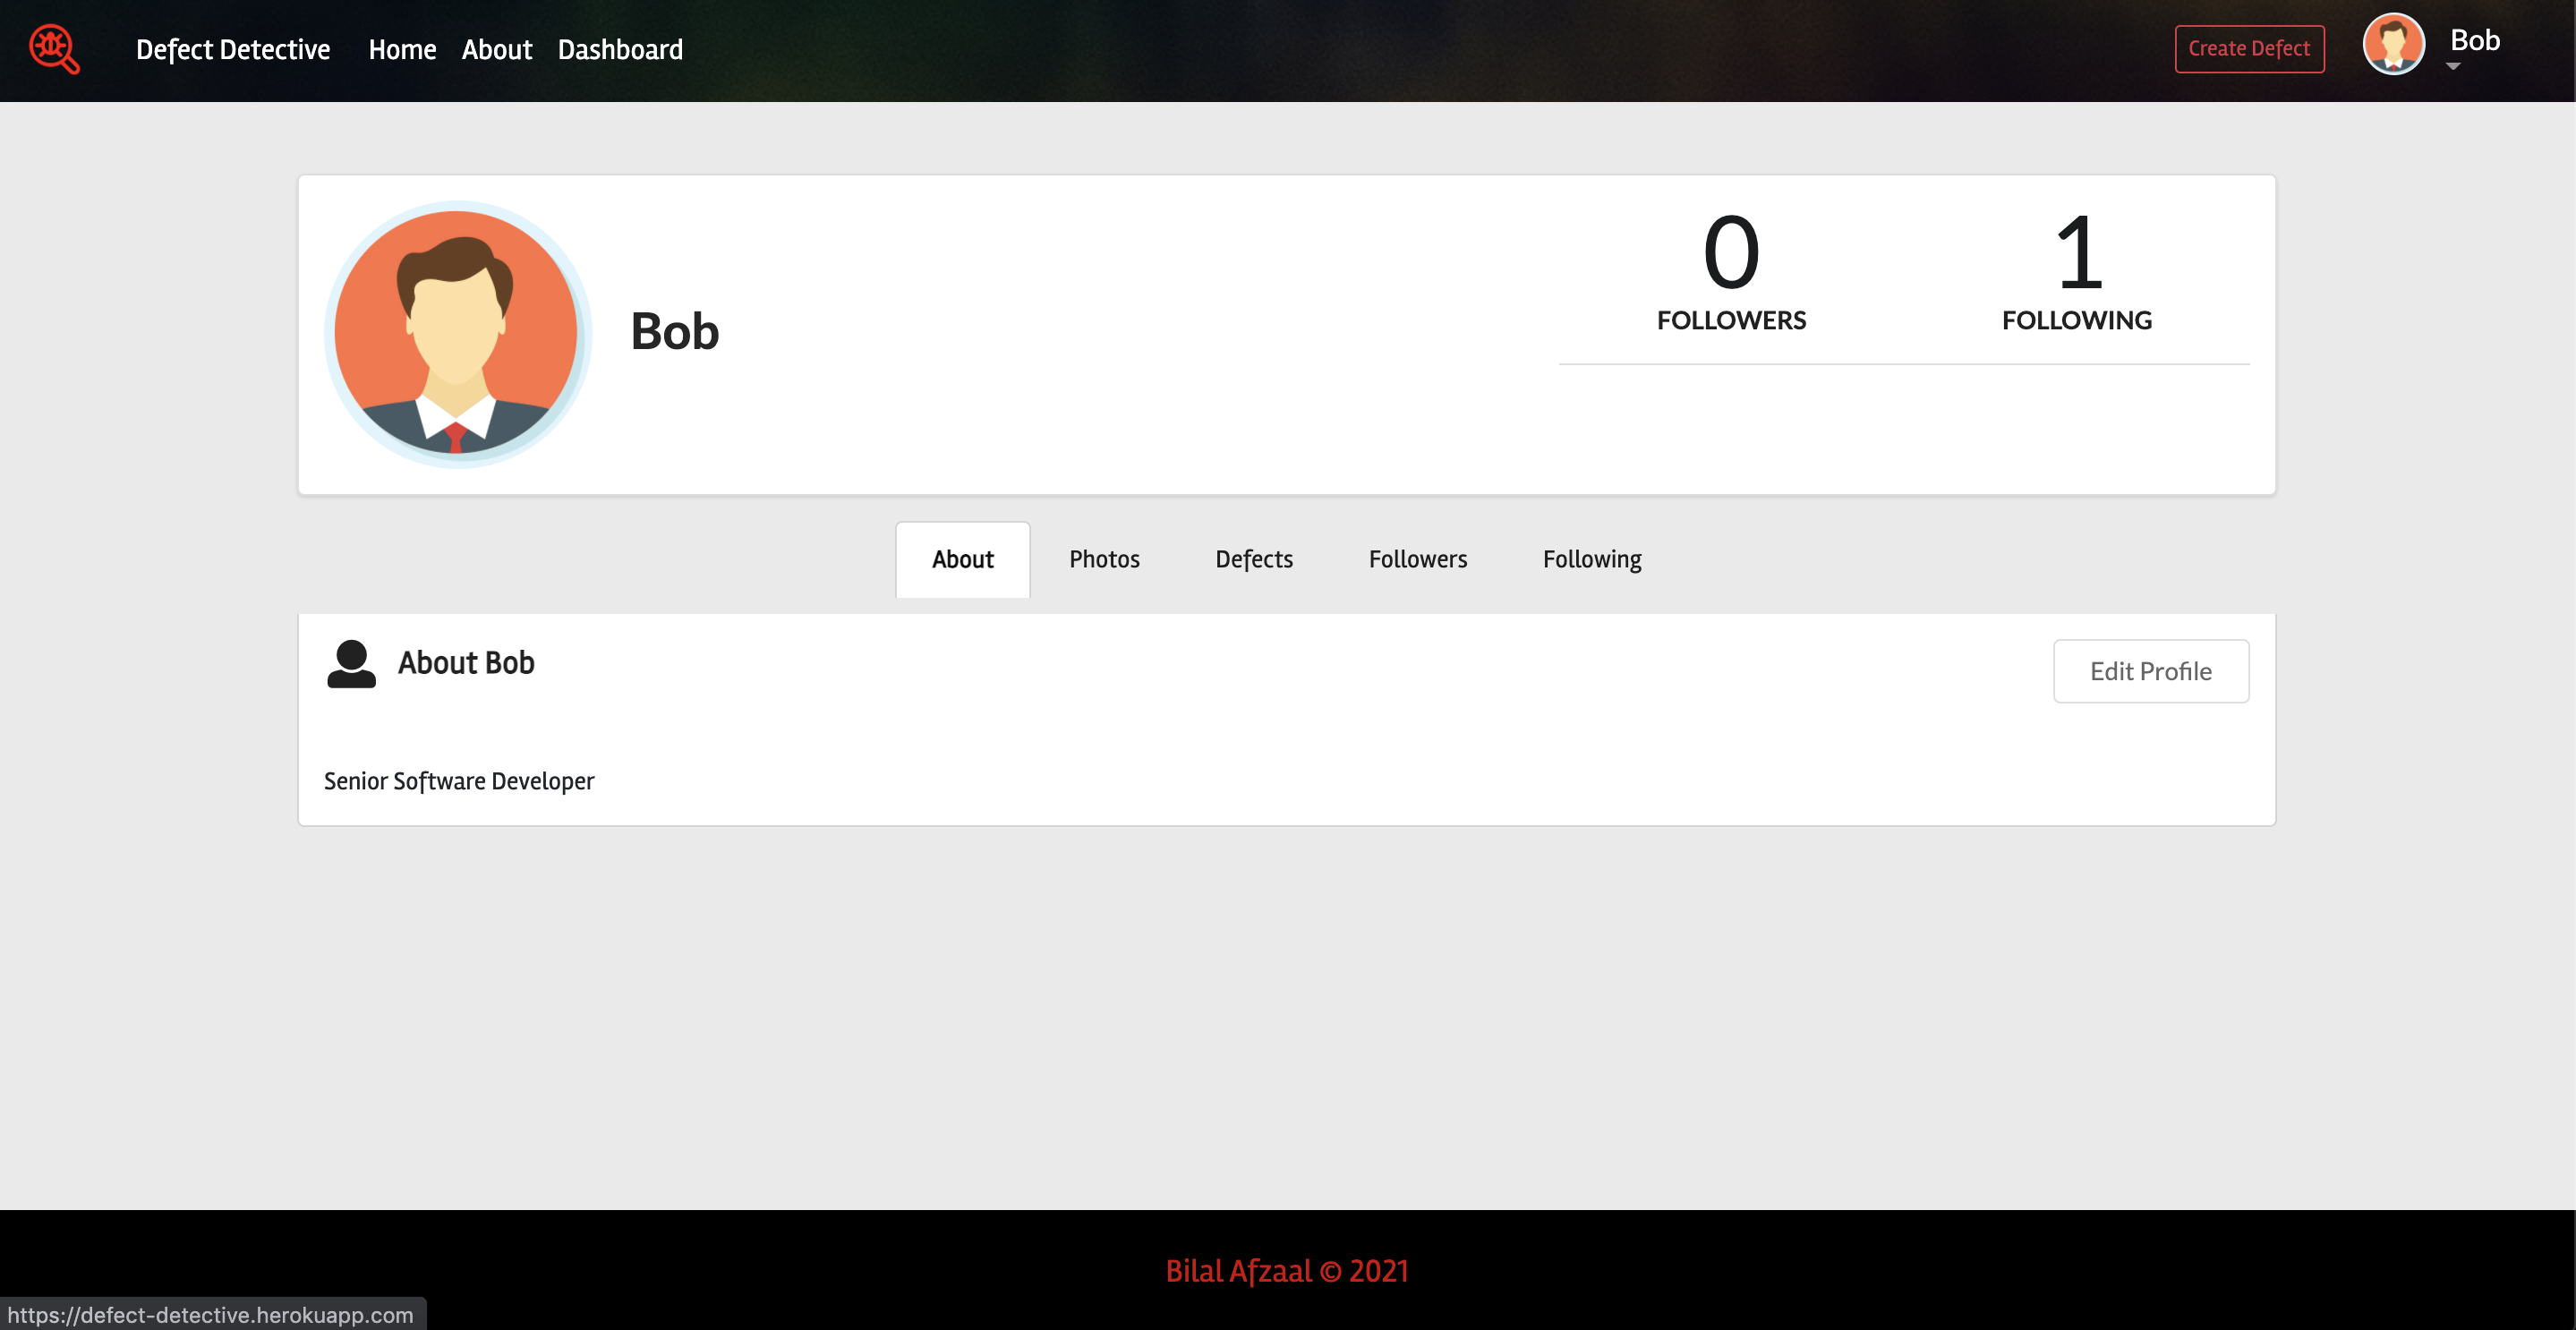 Defect Detective Home About Dashboard Create Defect Bob
Bob
0 1
FOLLOWERS FOLLOWING
About Photos Defects Followers Following
About Bob Edit Profile
Senior Software Developer
Bilal Afzaal © 2021
https://defect-detective.herokuapp.com